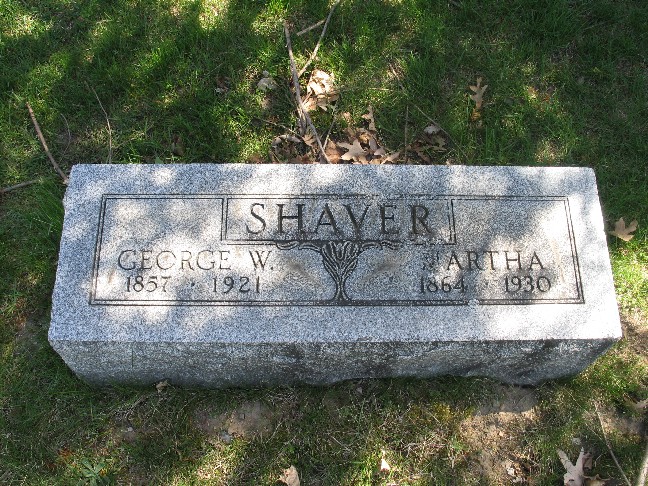 SHAVER
GEORGE W. MARTHA
1857 · 1921 1864 · 1930